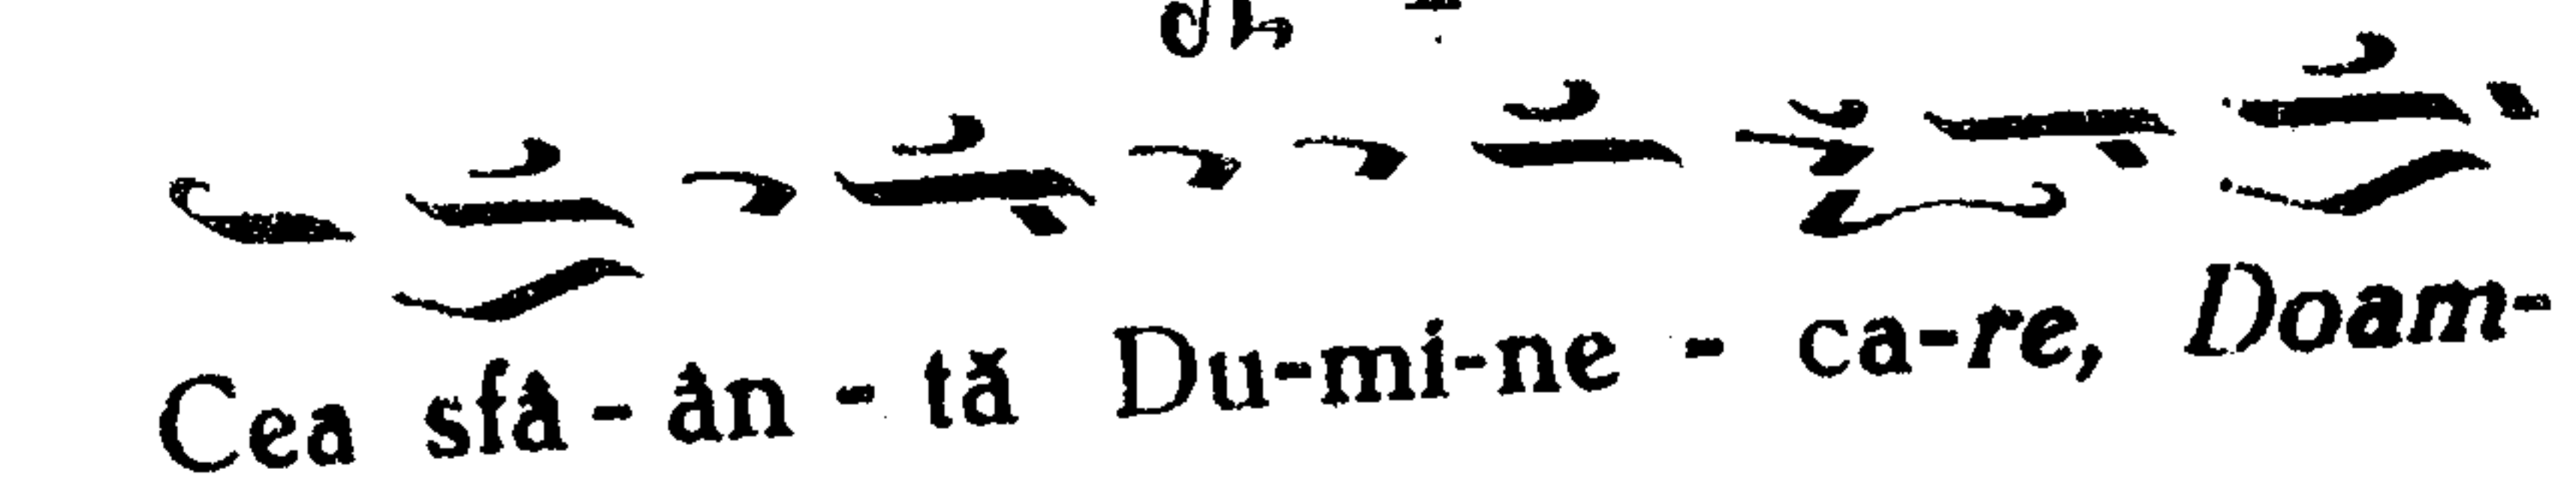 Cea sfâ - ân - tă Du-mi-ne - ca-re, Doam-